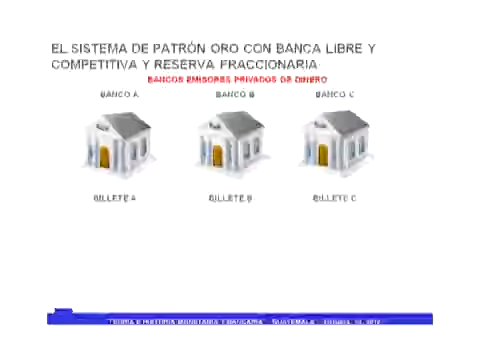 EL SISTEMA DE PATRÓN ORO CON BANCA LIBRE Y
COMPETITIVA Y RESERVA FRACCIONARIA
BANCOS EMISORES PRIVADOS DE DINERO
BANCO A BANCO B BANCO C
BILLETE A BILLETE B BILLETE C